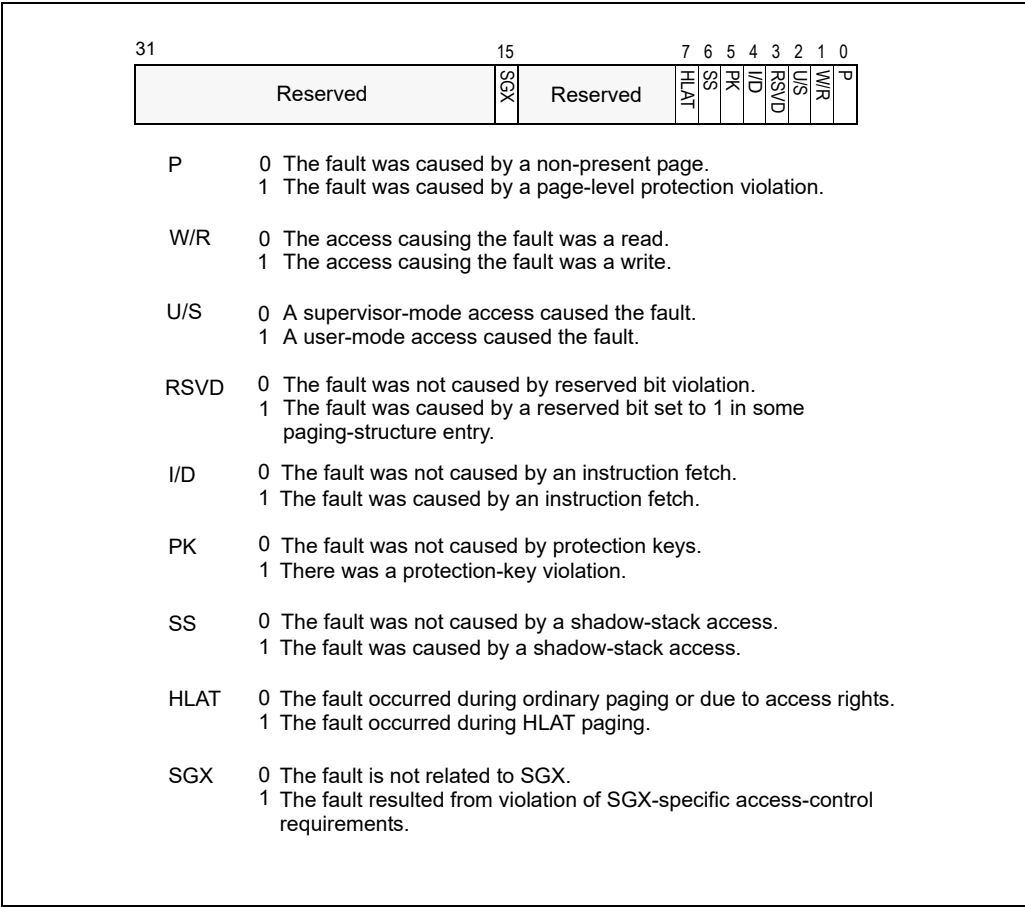 31 15 7 6 5 4 3 2 1 0
Reserved SGX Reserved HLAT SS PK I/D RSVD U/S W/R P
P 0 The fault was caused by a non-present page.
1 The fault was caused by a page-level protection violation.
W/R 0 The access causing the fault was a read.
1 The access causing the fault was a write.
U/S 0 A supervisor-mode access caused the fault.
1 A user-mode access caused the fault.
RSVD 0 The fault was not caused by reserved bit violation.
1 The fault was caused by a reserved bit set to 1 in some
paging-structure entry.
I/D 0 The fault was not caused by an instruction fetch.
1 The fault was caused by an instruction fetch.
PK 0 The fault was not caused by protection keys.
1 There was a protection-key violation.
SS 0 The fault was not caused by a shadow-stack access.
1 The fault was caused by a shadow-stack access.
HLAT 0 The fault occurred during ordinary paging or due to access rights.
1 The fault occurred during HLAT paging.
SGX 0 The fault is not related to SGX.
1 The fault resulted from violation of SGX-specific access-control
requirements.